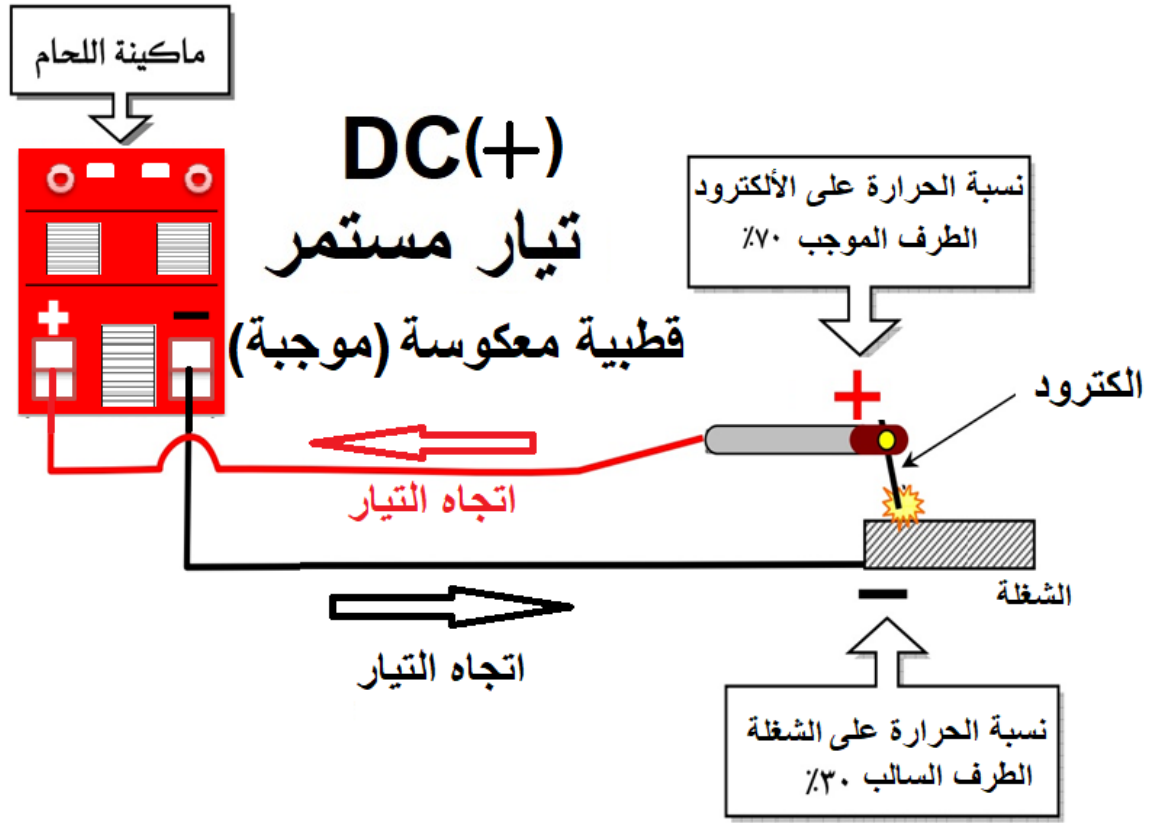 ماكينة اللحام
DC(+)
تيار مستمر
قطبية معكوسة (موجبة)
نسبة الحرارة على الألكترود
الطرف الموجب ٧٠٪
+
−
+
الكترود
اتجاه التيار
الشغلة
−
اتجاه التيار
نسبة الحرارة على الشغلة
الطرف السالب ٣٠٪